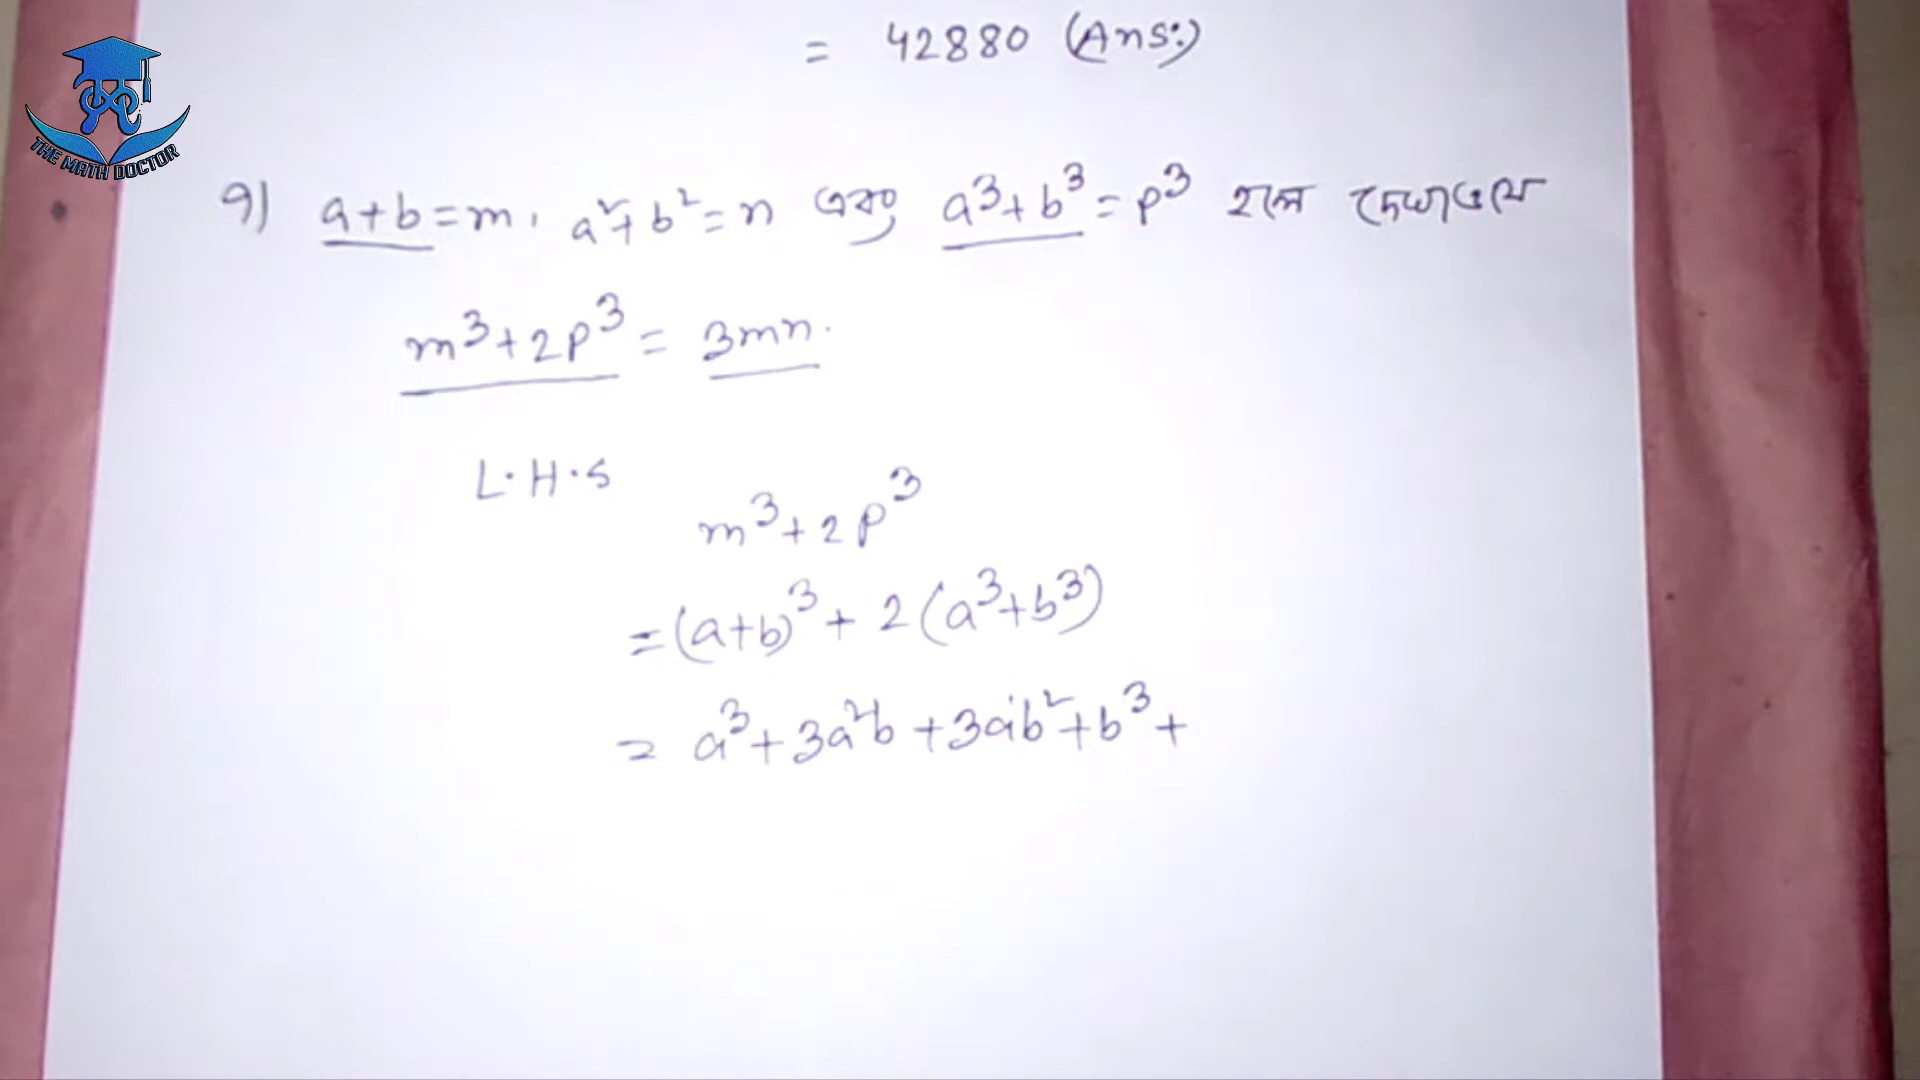 = 42880 (Ans:)
THE MATH DOCTOR
৭) a+b=m, a²+b²=n এবং a³+b³=p³ হলে দেখাও যে
m³+2p³ = 3mn.
L.H.S
m³+2p³
=(a+b)³+ 2(a³+b³)
= a³+3a²b+3ab²+b³+